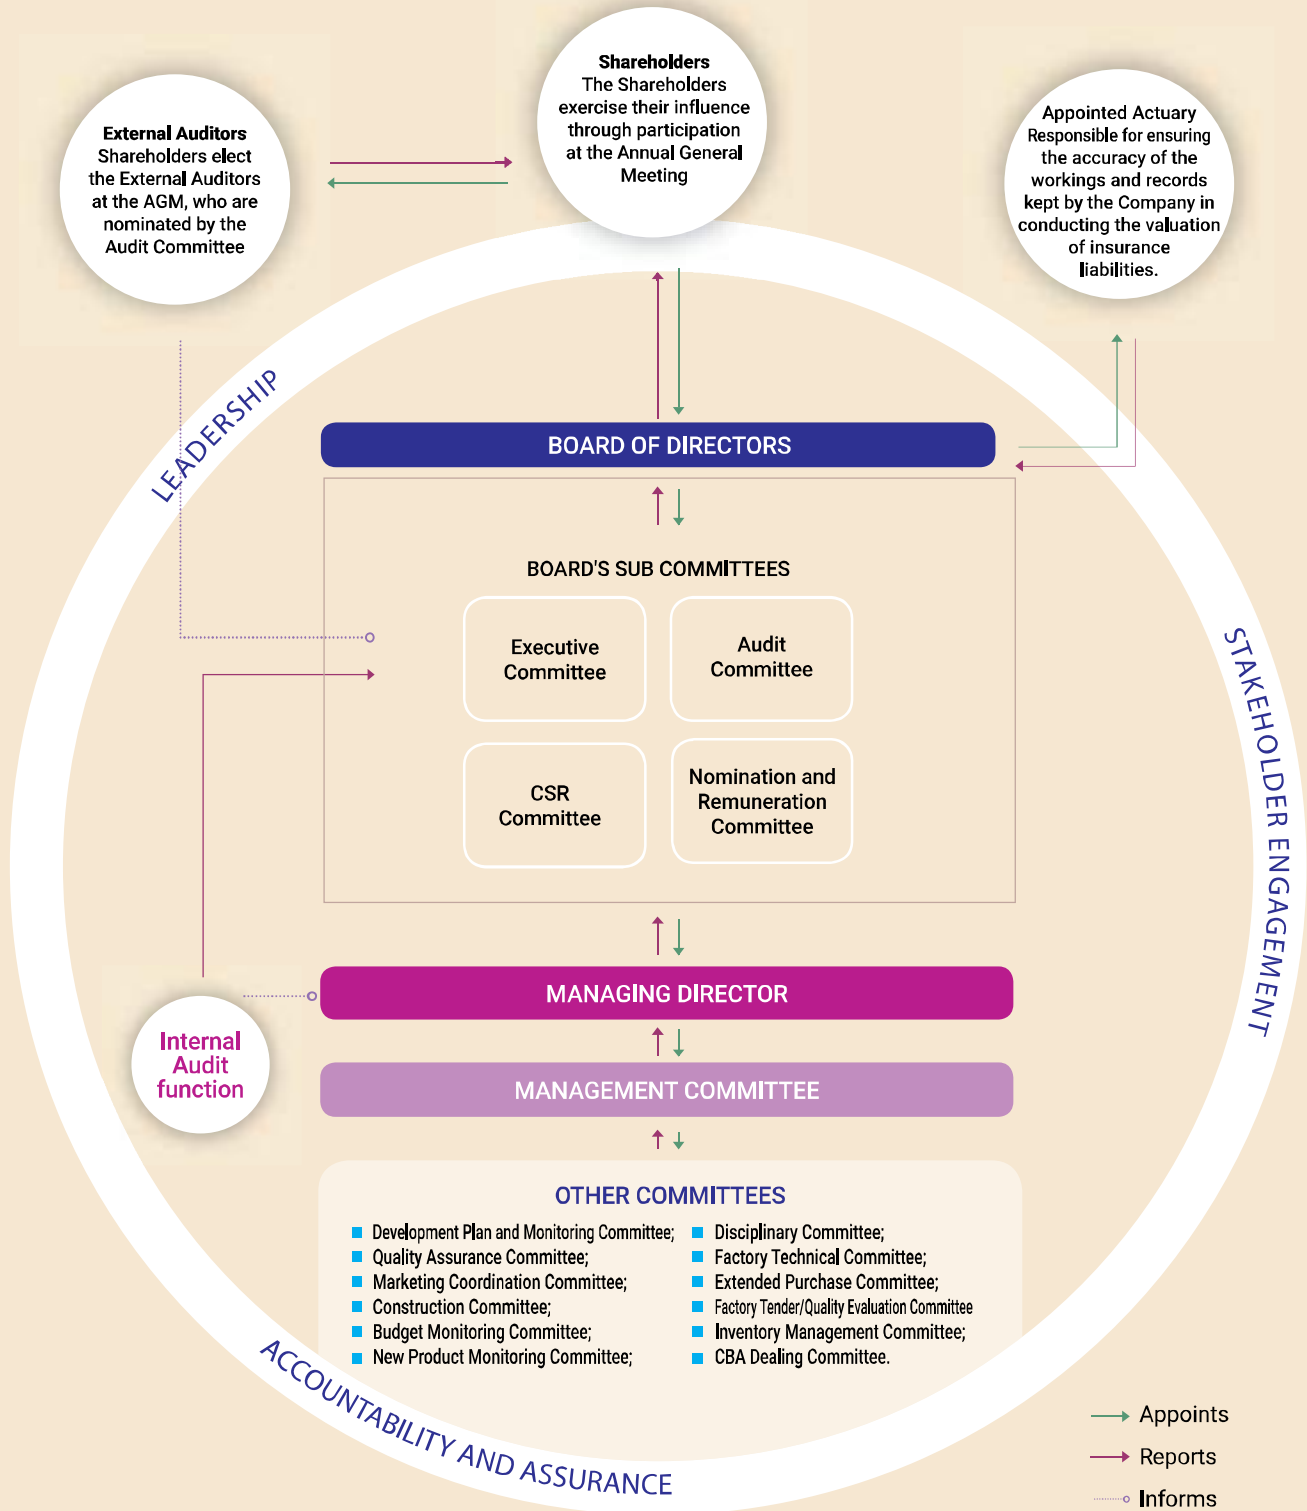 Shareholders
The Shareholders
exercise their influence
through participation
at the Annual General
Meeting
External Auditors
Shareholders elect
the External Auditors
at the AGM, who are
nominated by the
Audit Committee
Appointed Actuary
Responsible for ensuring
the accuracy of the
workings and records
kept by the Company in
conducting the valuation
of insurance
liabilities.
LEADERSHIP
STAKEHOLDER ENGAGEMENT
ACCOUNTABILITY AND ASSURANCE
BOARD OF DIRECTORS
BOARD'S SUB COMMITTEES
Executive
Committee
Audit
Committee
CSR
Committee
Nomination and
Remuneration
Committee
MANAGING DIRECTOR
Internal
Audit
function
MANAGEMENT COMMITTEE
OTHER COMMITTEES
Development Plan and Monitoring Committee;
Quality Assurance Committee;
Marketing Coordination Committee;
Construction Committee;
Budget Monitoring Committee;
New Product Monitoring Committee;
Disciplinary Committee;
Factory Technical Committee;
Extended Purchase Committee;
Factory Tender/Quality Evaluation Committee
Inventory Management Committee;
CBA Dealing Committee.
Appoints
Reports
Informs